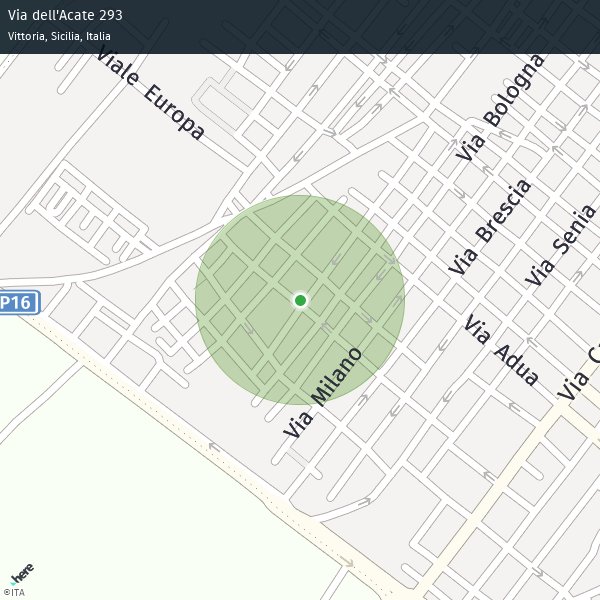 Via dell'Acate 293
Vittoria, Sicilia, Italia
Viale Europa
Via Bologna
Via Brescia
Via Senia
P16
Via Adua
Via C
Via Milano
here
©ITA